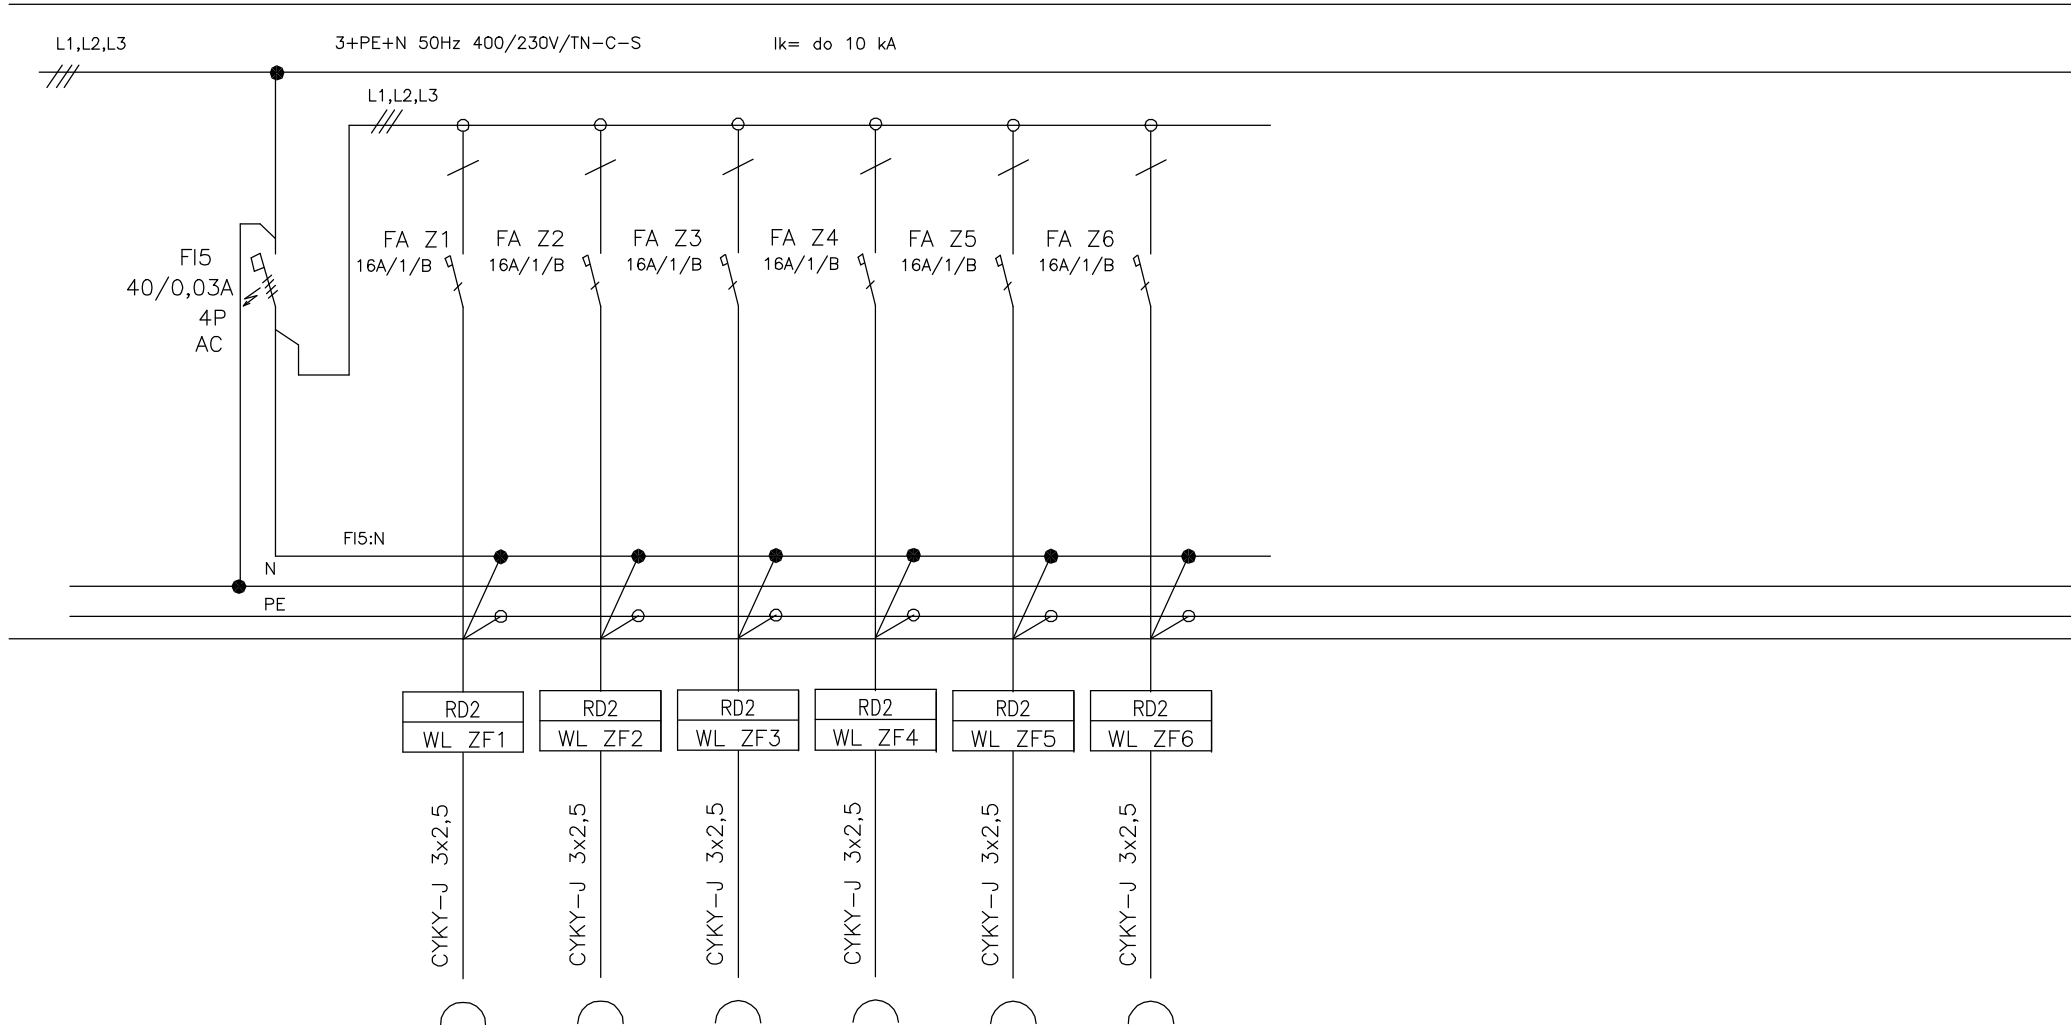 L1,L2,L3
3+PE+N 50Hz 400/230V/TN-C-S
Ik= do 10 kA
L1,L2,L3
FI5
40/0,03A
4P
AC
FA Z1
16A/1/B
FA Z2
16A/1/B
FA Z3
16A/1/B
FA Z4
16A/1/B
FA Z5
16A/1/B
FA Z6
16A/1/B
FI5:N
N
PE
RD2
WL ZF1
RD2
WL ZF2
RD2
WL ZF3
RD2
WL ZF4
RD2
WL ZF5
RD2
WL ZF6
CYKY-J 3x2,5
CYKY-J 3x2,5
CYKY-J 3x2,5
CYKY-J 3x2,5
CYKY-J 3x2,5
CYKY-J 3x2,5